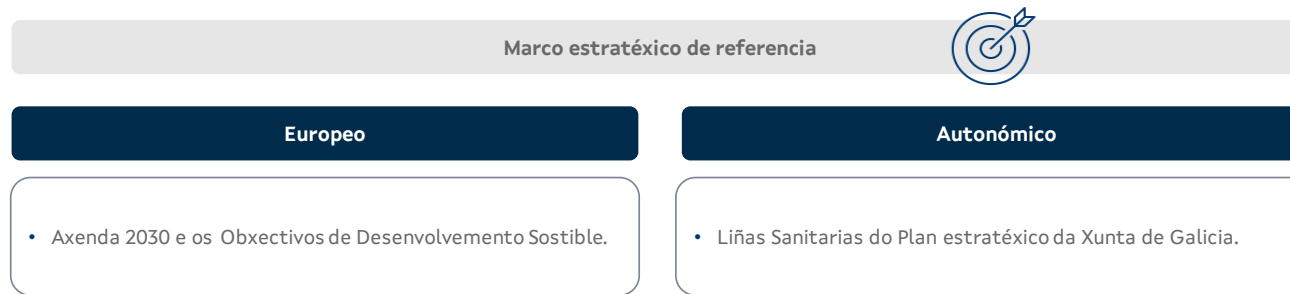 Marco estratéxico de referencia
Europeo
Autonómico
• Axenda 2030 e os Obxectivos de Desenvolvemento Sostible.
• Liñas Sanitarias do Plan estratéxico da Xunta de Galicia.